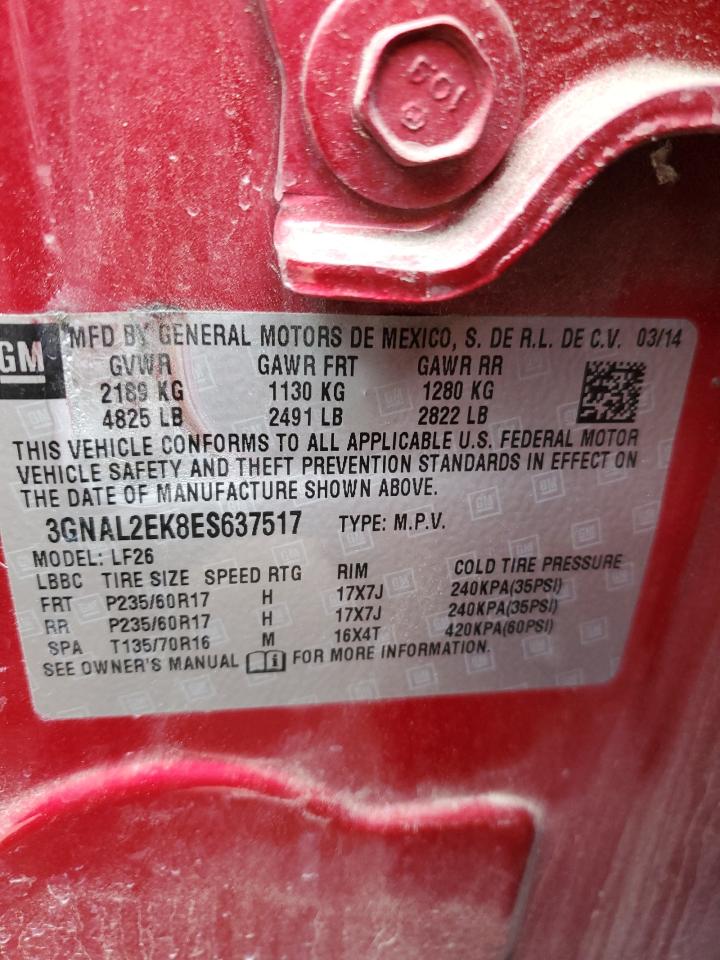 109
GM
MFD BY GENERAL MOTORS DE MEXICO, S. DE R.L. DE C.V. 03/14
GVWR GAWR FRT GAWR RR
2189 KG 1130 KG 1280 KG
4825 LB 2491 LB 2822 LB
THIS VEHICLE CONFORMS TO ALL APPLICABLE U.S. FEDERAL MOTOR
VEHICLE SAFETY AND THEFT PREVENTION STANDARDS IN EFFECT ON
THE DATE OF MANUFACTURE SHOWN ABOVE.
3GNAL2EK8ES637517 TYPE: M.P.V.
MODEL: LF26
LBBC TIRE SIZE SPEED RTG RIM COLD TIRE PRESSURE
FRT P235/60R17 H 17X7J 240KPA(35PSI)
RR P235/60R17 H 17X7J 240KPA(35PSI)
SPA T135/70R16 M 16X4T 420KPA(60PSI)
SEE OWNER'S MANUAL i FOR MORE INFORMATION.